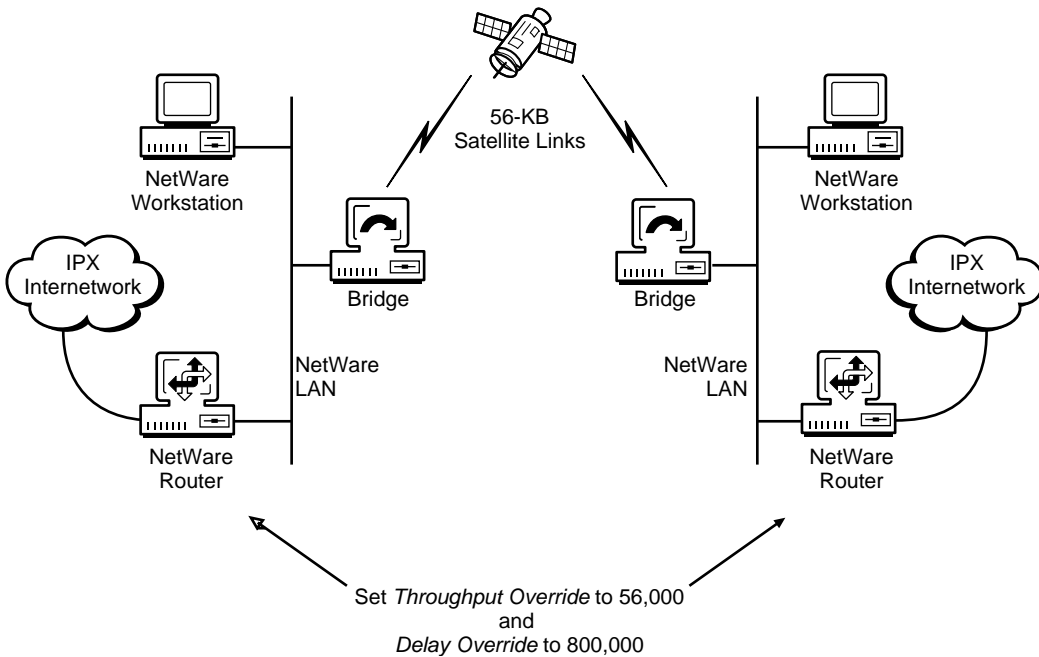 56-KB
Satellite Links
NetWare
Workstation
NetWare
Workstation
IPX
Internetwork
Bridge
Bridge
IPX
Internetwork
NetWare
LAN
NetWare
LAN
NetWare
Router
NetWare
Router
Set Throughput Override to 56,000
and
Delay Override to 800,000